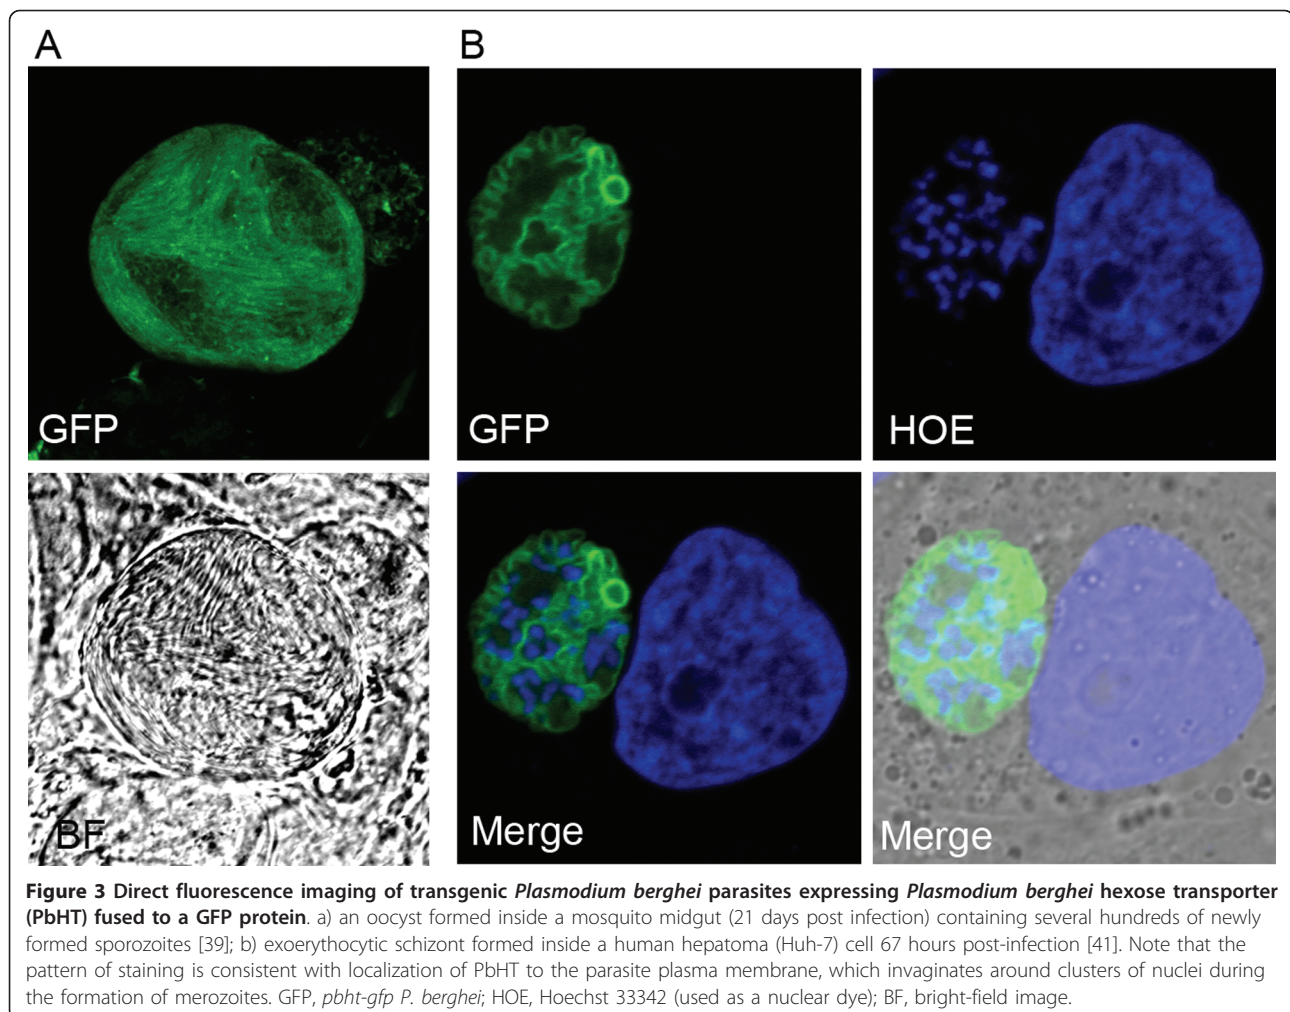 A
B
GFP
GFP
HOE
BF
Merge
Merge
Figure 3 Direct fluorescence imaging of transgenic Plasmodium berghei parasites expressing Plasmodium berghei hexose transporter
(PbHT) fused to a GFP protein. a) an oocyst formed inside a mosquito midgut (21 days post infection) containing several hundreds of newly
formed sporozoites [39]; b) exoerythocytic schizont formed inside a human hepatoma (Huh-7) cell 67 hours post-infection [41]. Note that the
pattern of staining is consistent with localization of PbHT to the parasite plasma membrane, which invaginates around clusters of nuclei during
the formation of merozoites. GFP, pbht-gfp P. berghei; HOE, Hoechst 33342 (used as a nuclear dye); BF, bright-field image.